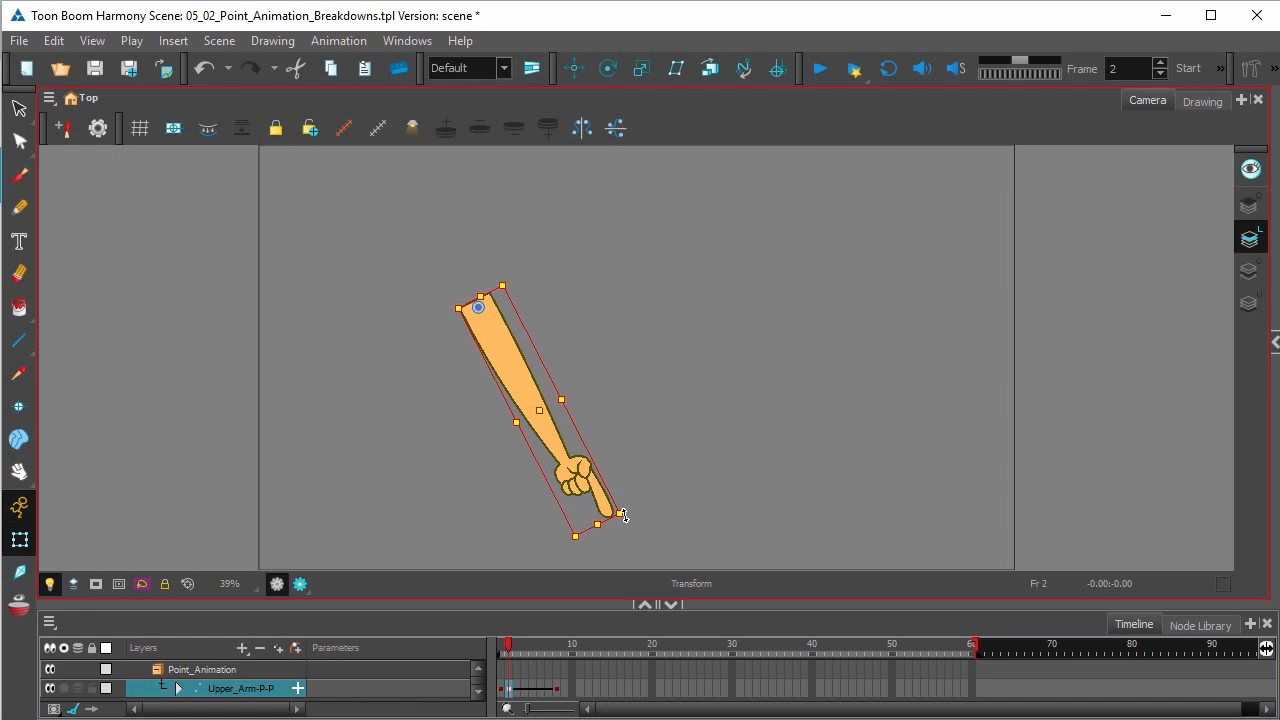 Toon Boom Harmony Scene: 05_02_Point_Animation_Breakdowns.tpl Version: scene *
File Edit View Play Insert Scene Drawing Animation Windows Help
Default Frame 2 Start »
Top Camera Drawing
39% Transform Fr 2 -0.00:-0.00
Timeline Node Library
Layers Parameters 10 20 30 40 50 60 70 80 90
Point_Animation
Upper_Arm-P-P